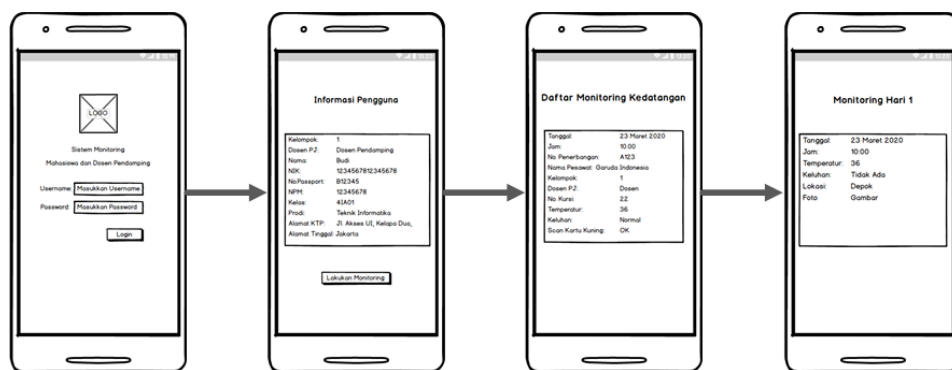 LOGO
Sistem Monitoring
Mahasiswa dan Dosen Pendamping
Username: Masukkan Username
Password: Masukkan Password
Login
Informasi Pengguna
Kelompok: 1
Dosen PJ: Dosen Pendamping
Nama: Budi
NIK: 1234567812345678
No.Passport: B12345
NPM: 12345678
Kelas: 4IA01
Prodi: Teknik Informatika
Alamat KTP: Jl. Akses UI, Kelapa Dua,
Alamat Tinggal: Jakarta
Lakukan Monitoring
Daftar Monitoring Kedatangan
Tanggal: 23 Maret 2020
Jam: 10:00
No. Penerbangan: A123
Nama Pesawat: Garuda Indonesia
Kelompok: 1
Dosen PJ: Dosen
No. Kursi: 22
Temperatur: 36
Keluhan: Normal
Scan Kartu Kuning: OK
Monitoring Hari 1
Tanggal: 23 Maret 2020
Jam: 10:00
Temperatur: 36
Keluhan: Tidak Ada
Lokasi: Depok
Foto Gambar